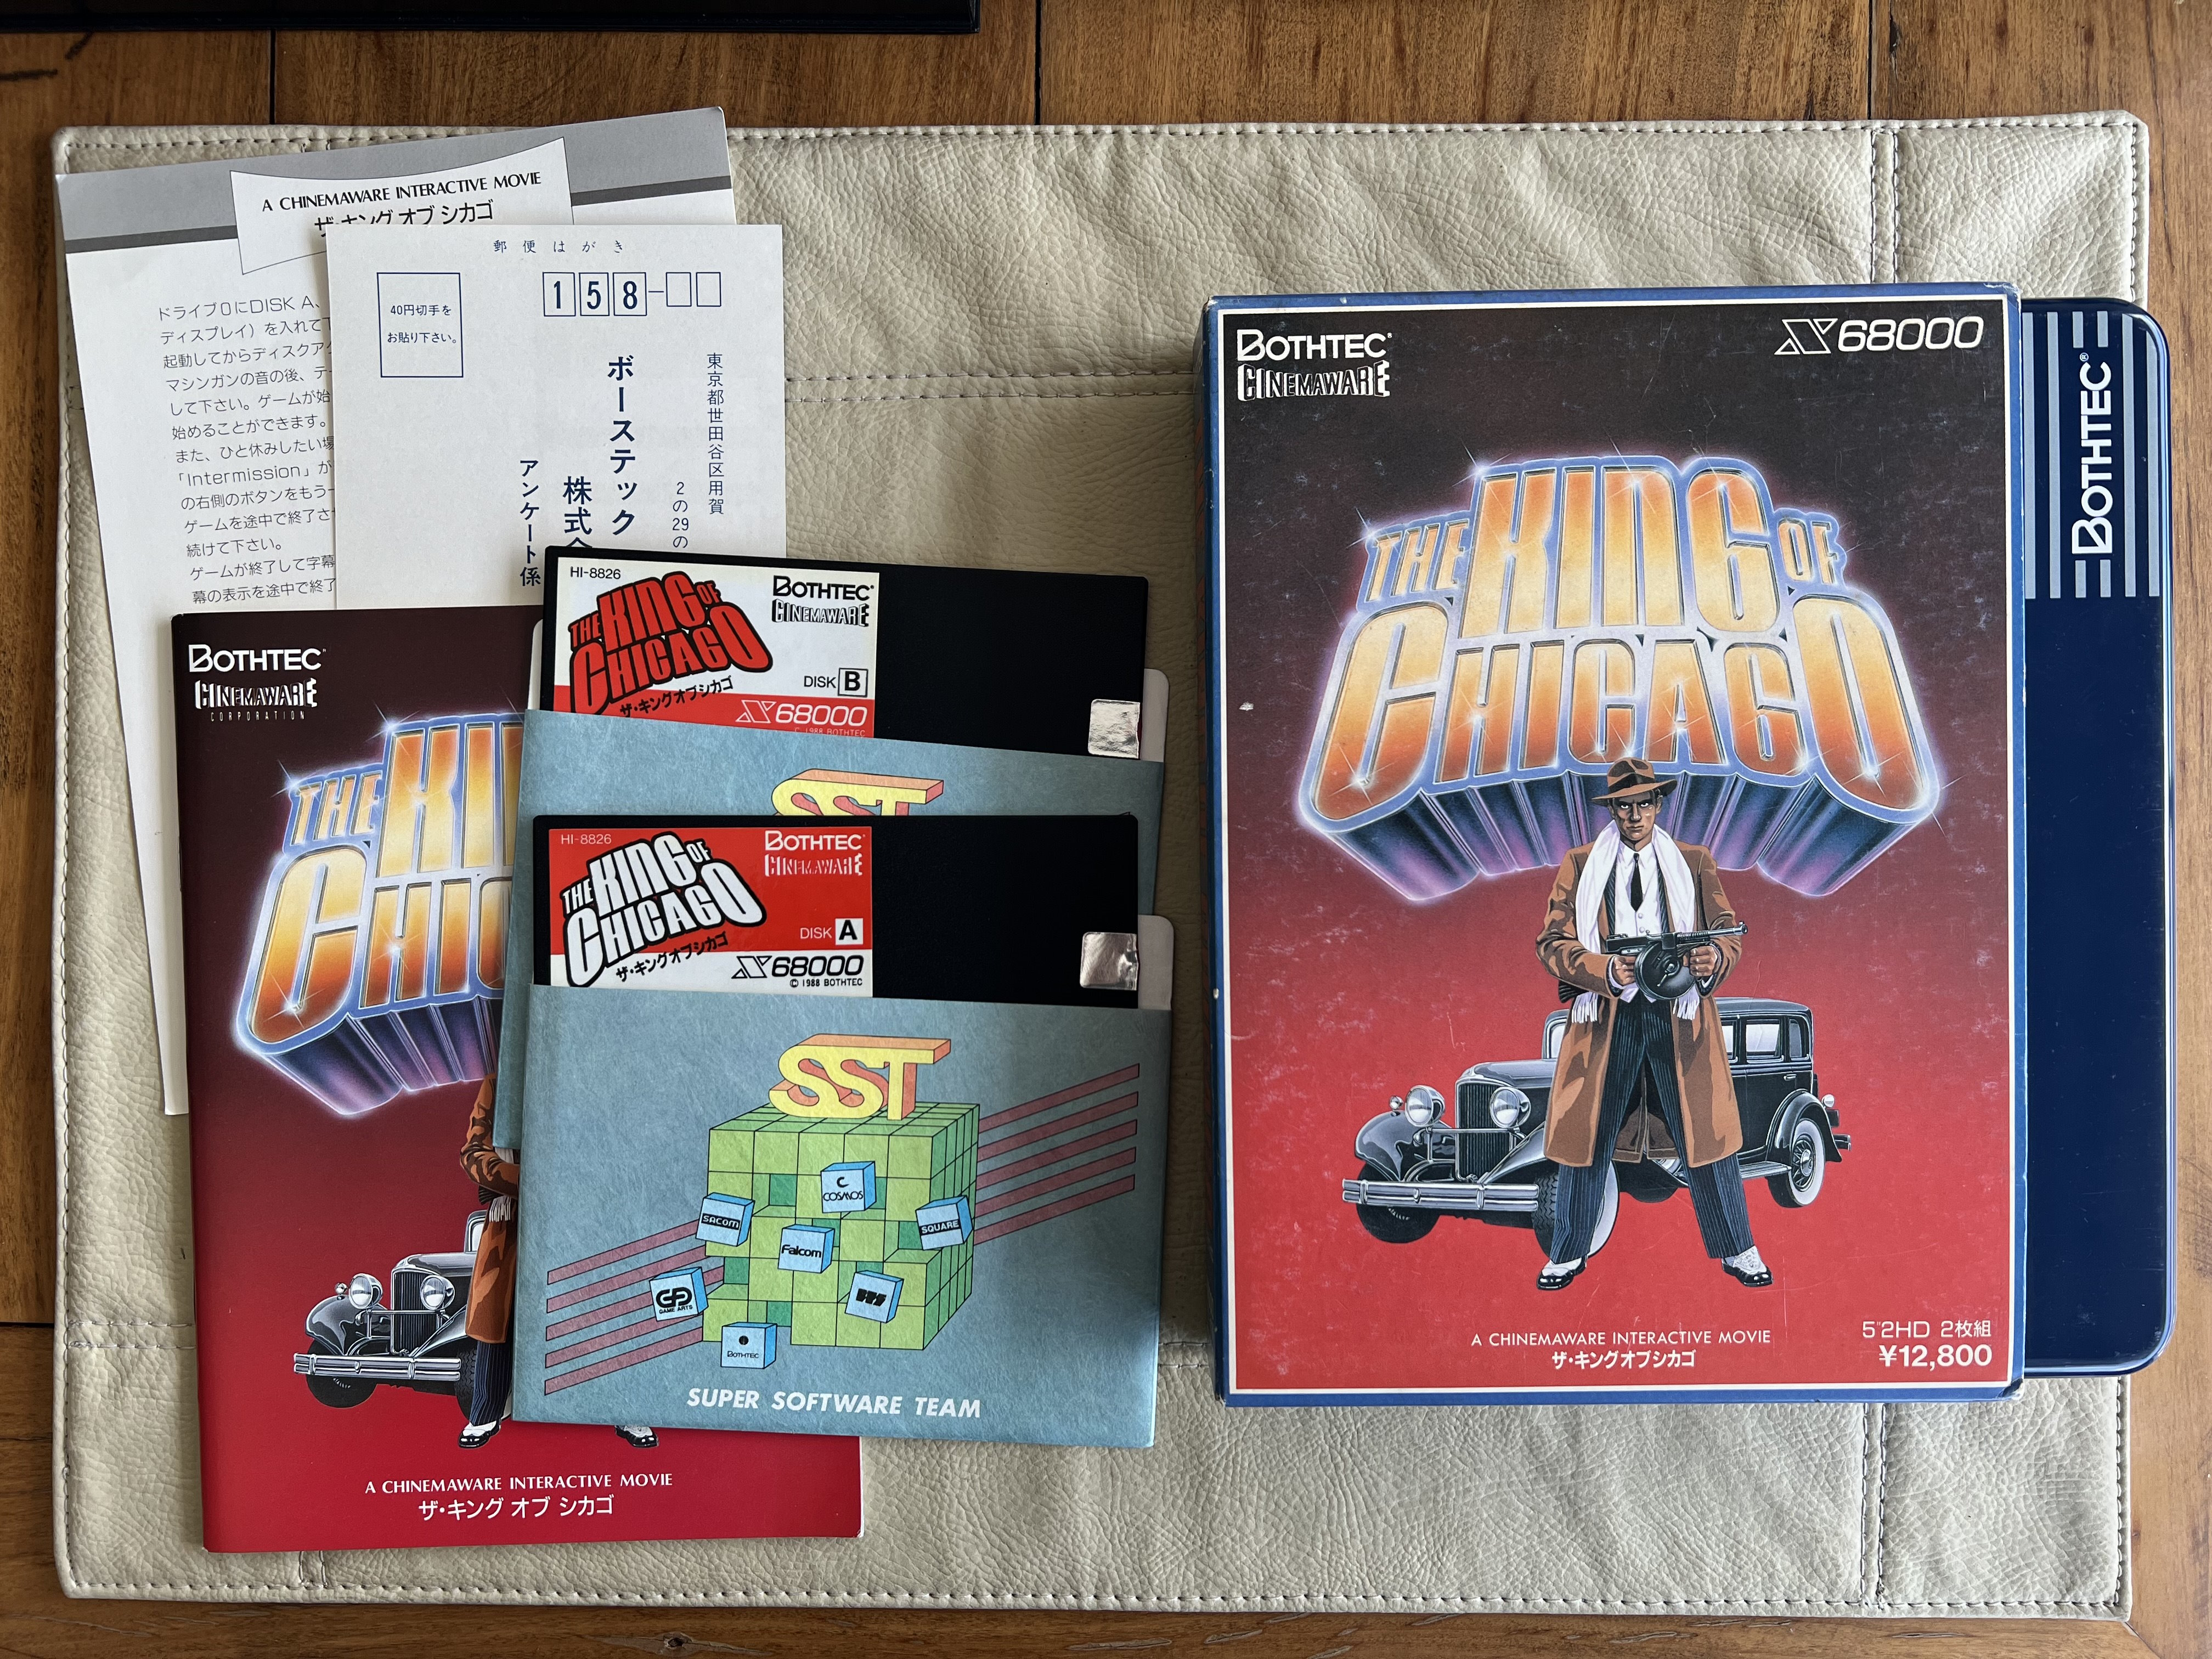 A CHINEMAWARE INTERACTIVE MOVIE
ザ・キング オブ シカゴ
ドライブ0にDISK A、
ディスプレイ）を入れて
起動してからディスクア
マシンガンの音の後、テ
して下さい。ゲームが始
始めることができます。
また、ひと休みしたい場
「Intermission」が
の右側のボタンをもう一
ゲームを途中で終了さ
続けて下さい。
ゲームが終了して字幕
幕の表示を途中で終了
郵便はがき
40円切手を
お貼り下さい。
158-
東京都世田谷区用賀
2の29の
ボーステック
株式会
アンケート係
BOTHTEC
CINEMAWARE
CORPORATION
THE KING OF
CHICAGO
A CHINEMAWARE INTERACTIVE MOVIE
ザ・キング オブ シカゴ
HI-8826
THE KING OF
CHICAGO
ザ・キングオブシカゴ
BOTHTEC
CINEMAWARE
DISK B
X68000
© 1988 BOTHTEC
SST
HI-8826
THE KING OF
CHICAGO
ザ・キングオブシカゴ
BOTHTEC
CINEMAWARE
DISK A
X68000
© 1988 BOTHTEC
SST
C
COSMOS
SACOM
SQUARE
Falcom
GAME ARTS
BOTHTEC
SUPER SOFTWARE TEAM
BOTHTEC
CINEMAWARE
X68000
THE KING OF
CHICAGO
A CHINEMAWARE INTERACTIVE MOVIE
ザ・キングオブシカゴ
5"2HD 2枚組
¥12,800
BOTHTEC®